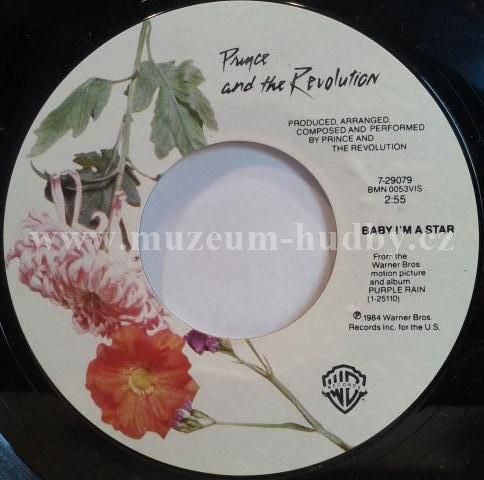 Prince
and the Revolution
PRODUCED, ARRANGED,
COMPOSED AND PERFORMED
BY PRINCE AND
THE REVOLUTION
7-29079
BMN 0053VIS
2:55
BABY I'M A STAR
www.muzeum-hudby.cz
From the
Warner Bros.
motion picture
and album
PURPLE RAIN
(1-25110)
℗ 1984 Warner Bros.
Records Inc. for the U.S.
WB
RECORDS